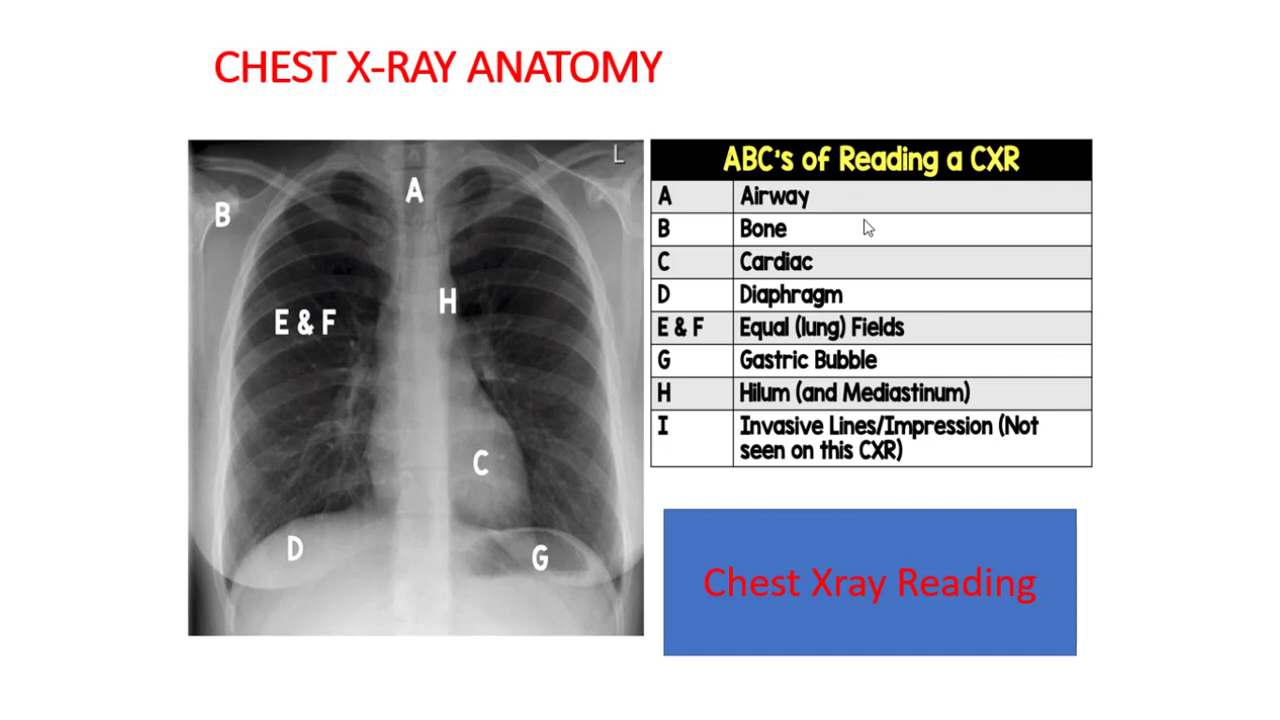 CHEST X-RAY ANATOMY
L
A
B
H
E & F
C
D
G
ABC's of Reading a CXR
A Airway
B Bone
C Cardiac
D Diaphragm
E & F Equal (lung) Fields
G Gastric Bubble
H Hilum (and Mediastinum)
I Invasive Lines/Impression (Not
seen on this CXR)
Chest Xray Reading